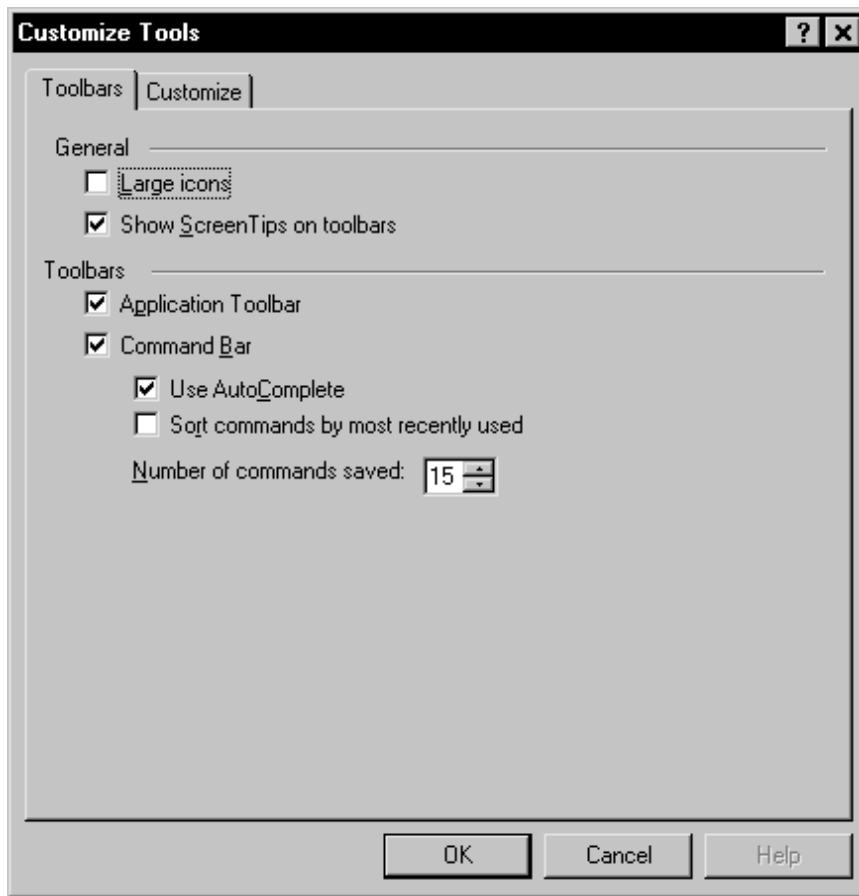 Customize Tools
Toolbars Customize
General
Large icons
Show ScreenTips on toolbars
Toolbars
Application Toolbar
Command Bar
Use AutoComplete
Sort commands by most recently used
Number of commands saved: 15
OK Cancel Help